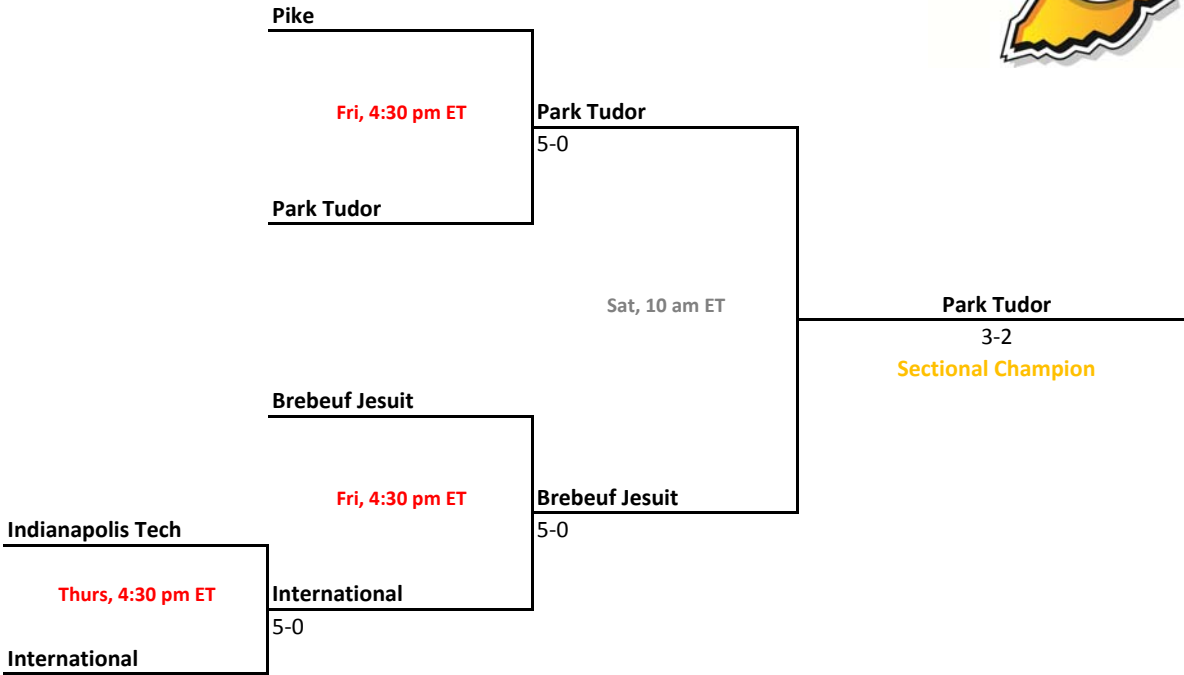 Pike
Fri, 4:30 pm ET
Park Tudor
5-0
Park Tudor
Sat, 10 am ET
Park Tudor
3-2
Sectional Champion
Brebeuf Jesuit
Fri, 4:30 pm ET
Brebeuf Jesuit
5-0
Indianapolis Tech
Thurs, 4:30 pm ET
International
5-0
International